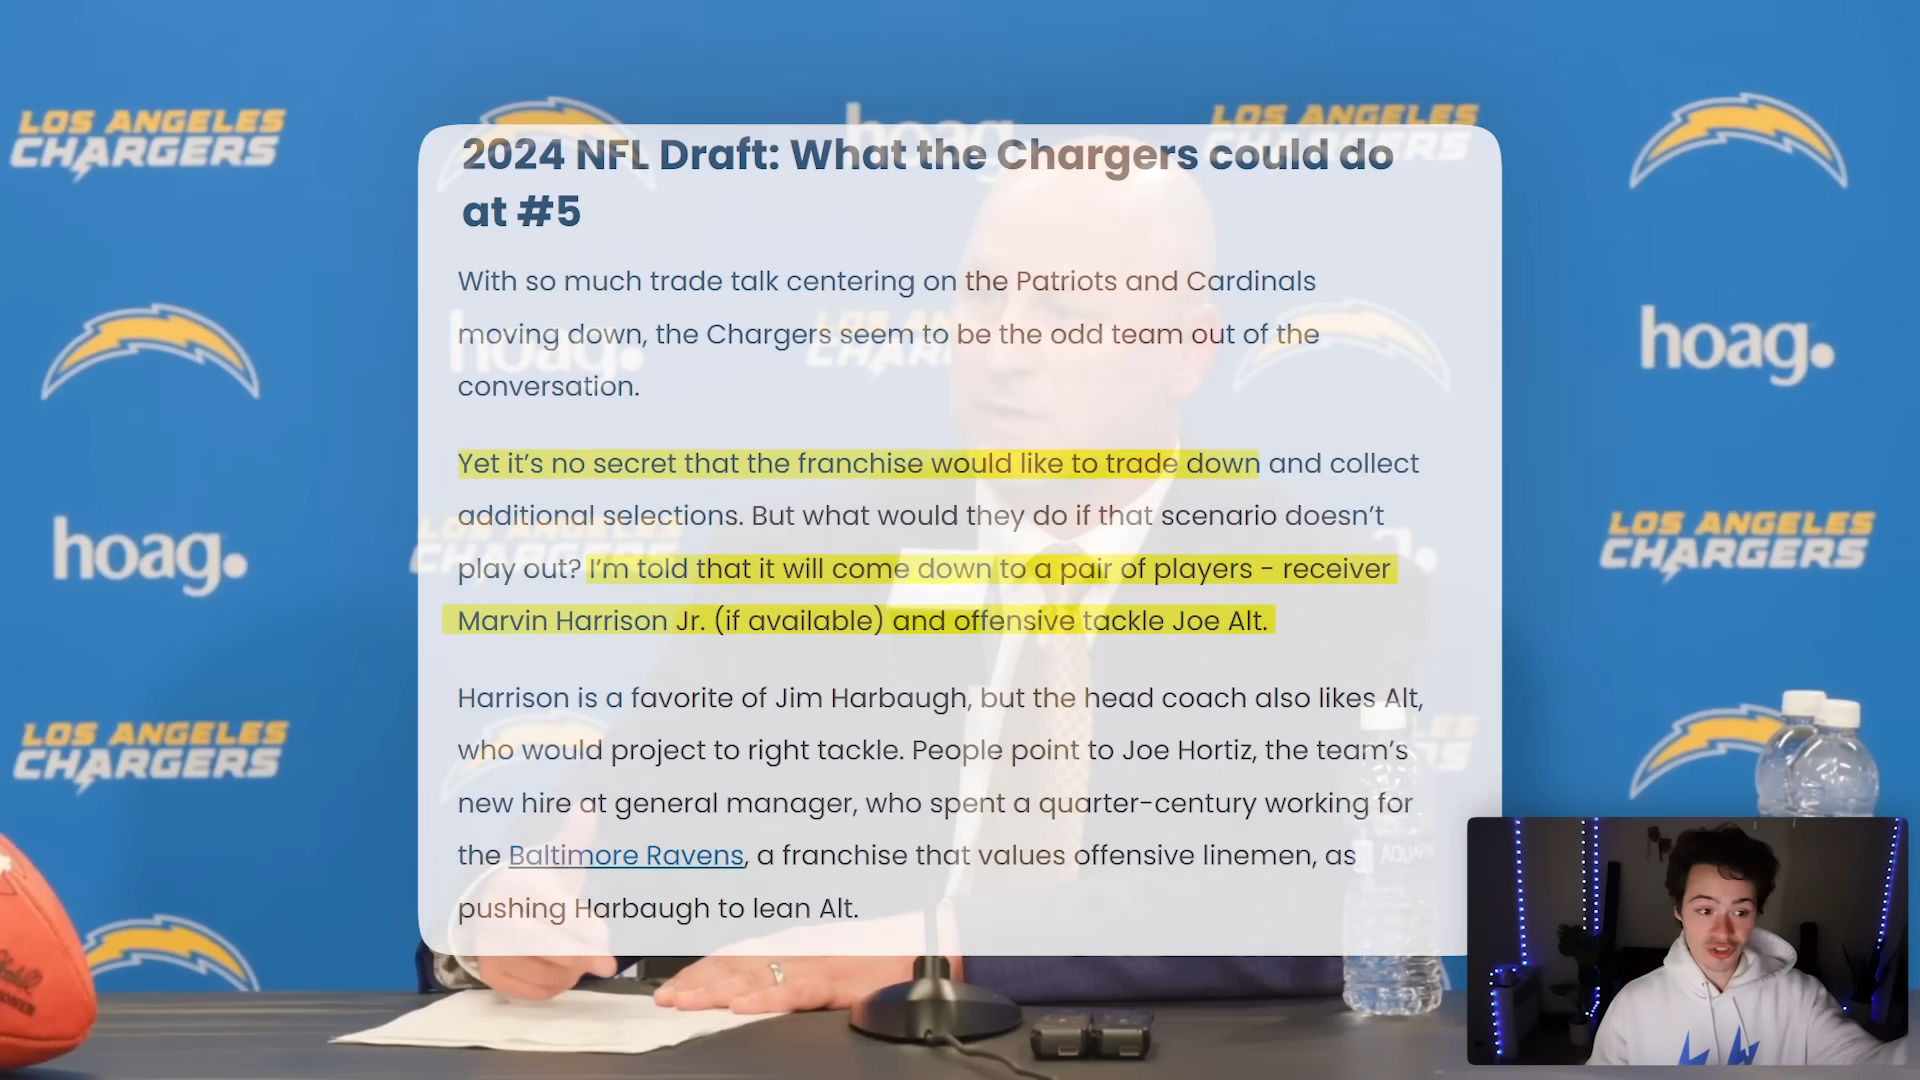 LOS ANGELES
CHARGERS
hoag.
LOS ANGELES
CHARGERS
2024 NFL Draft: What the Chargers could do
at #5
With so much trade talk centering on the Patriots and Cardinals
moving down, the Chargers seem to be the odd team out of the
conversation.
Yet it's no secret that the franchise would like to trade down and collect
additional selections. But what would they do if that scenario doesn't
play out? I'm told that it will come down to a pair of players - receiver
Marvin Harrison Jr. (if available) and offensive tackle Joe Alt.
Harrison is a favorite of Jim Harbaugh, but the head coach also likes Alt,
who would project to right tackle. People point to Joe Hortiz, the team's
new hire at general manager, who spent a quarter-century working for
the Baltimore Ravens, a franchise that values offensive linemen, as
pushing Harbaugh to lean Alt.
hoag.
LOS ANGELES
CHAR
hoag.
hoag.
LOS ANGELES
CHARGERS
LOS ANGELES
CHARGERS
LOS ANGELES
CHARGERS